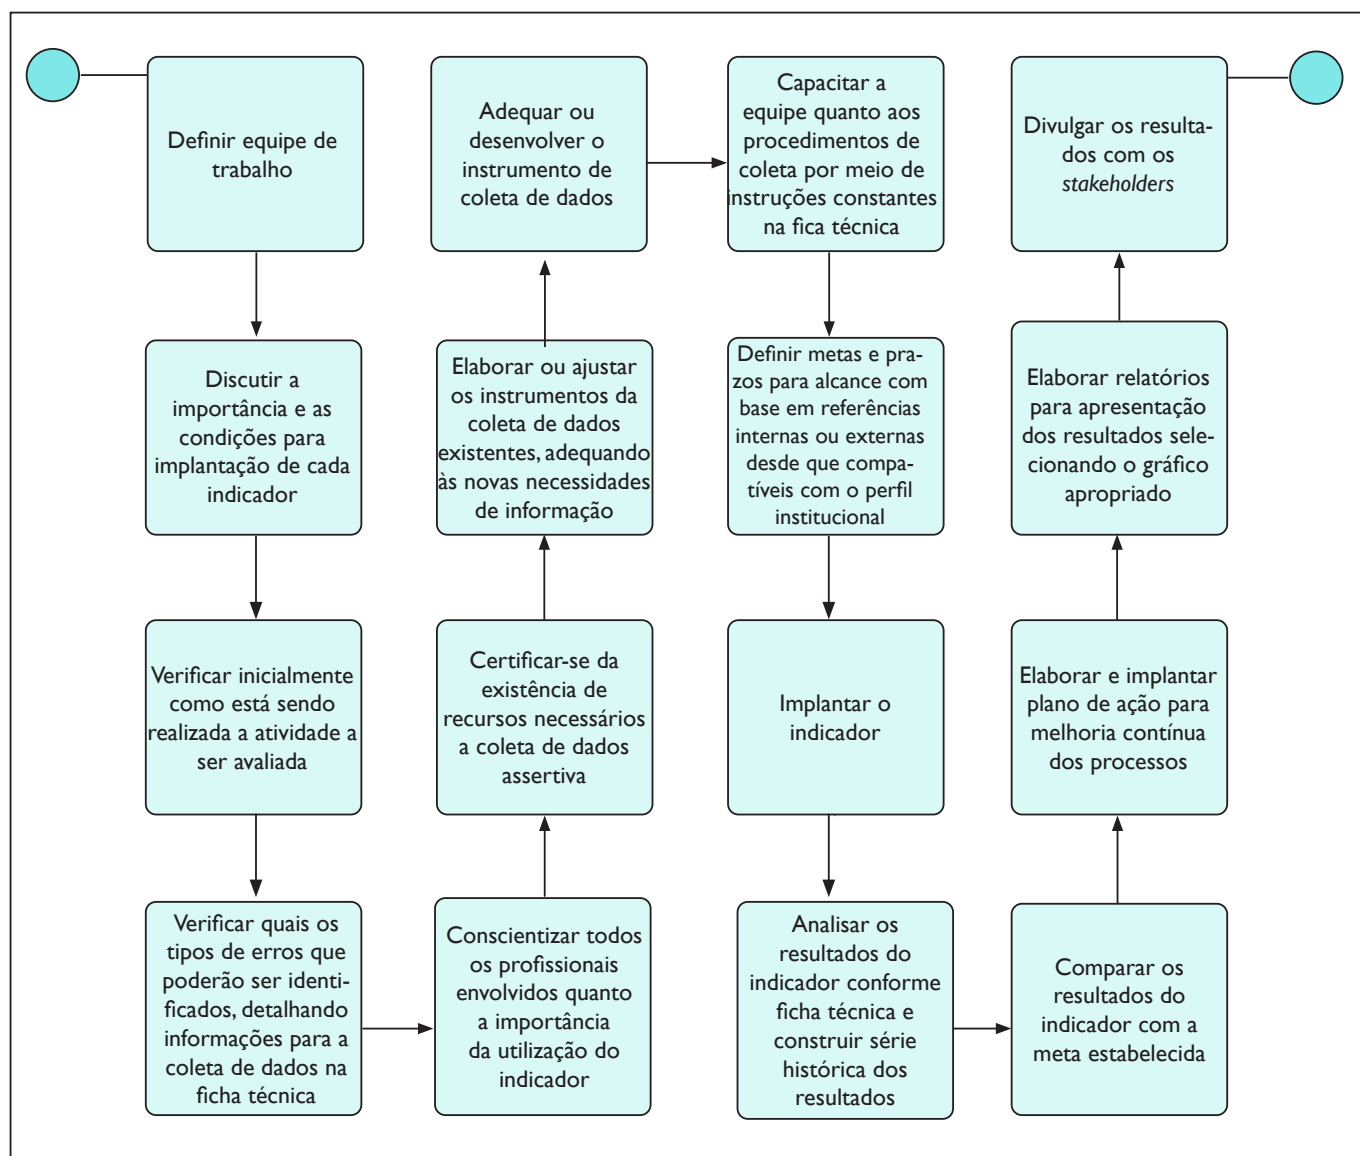 Definir equipe de
trabalho
Discutir a
importância e as
condições para
implantação de cada
indicador
Verificar inicialmente
como está sendo
realizada a atividade a
ser avaliada
Verificar quais os
tipos de erros que
poderão ser identi-
ficados, detalhando
informações para a
coleta de dados na
ficha técnica
Conscientizar todos
os profissionais
envolvidos quanto
a importância
da utilização do
indicador
Certificar-se da
existência de
recursos necessários
a coleta de dados
assertiva
Elaborar ou ajustar
os instrumentos da
coleta de dados
existentes, adequando
às novas necessidades
de informação
Adequar ou
desenvolver o
instrumento de
coleta de dados
Capacitar a
equipe quanto aos
procedimentos de
coleta por meio de
instruções constantes
na fica técnica
Definir metas e pra-
zos para alcance com
base em referências
internas ou externas
desde que compa-
tíveis com o perfil
institucional
Implantar o
indicador
Analisar os
resultados do
indicador conforme
ficha técnica e
construir série
histórica dos
resultados
Comparar os
resultados do
indicador com a
meta estabelecida
Elaborar e implantar
plano de ação para
melhoria contínua
dos processos
Elaborar relatórios
para apresentação
dos resultados sele-
cionando o gráfico
apropriado
Divulgar os resulta-
dos com os
stakeholders